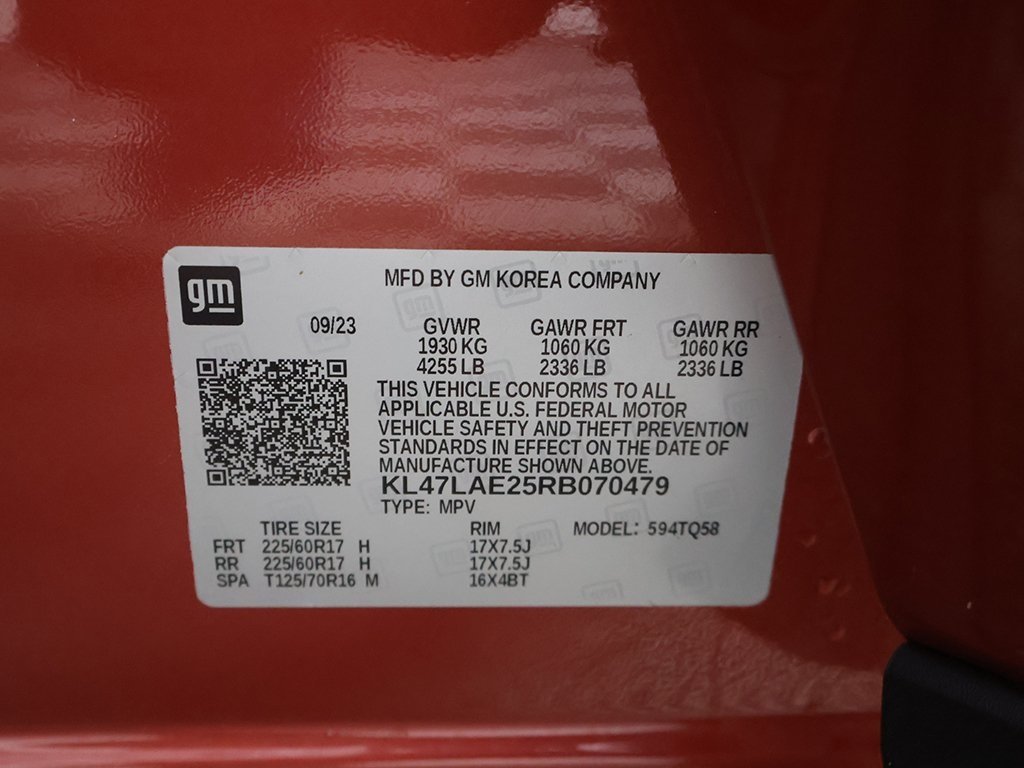 gm
MFD BY GM KOREA COMPANY
09/23 GVWR GAWR FRT GAWR RR
1930 KG 1060 KG 1060 KG
4255 LB 2336 LB 2336 LB
THIS VEHICLE CONFORMS TO ALL
APPLICABLE U.S. FEDERAL MOTOR
VEHICLE SAFETY AND THEFT PREVENTION
STANDARDS IN EFFECT ON THE DATE OF
MANUFACTURE SHOWN ABOVE.
KL47LAE25RB070479
TYPE: MPV
TIRE SIZE RIM MODEL: 594TQ58
FRT 225/60R17 H 17X7.5J
RR 225/60R17 H 17X7.5J
SPA T125/70R16 M 16X4BT